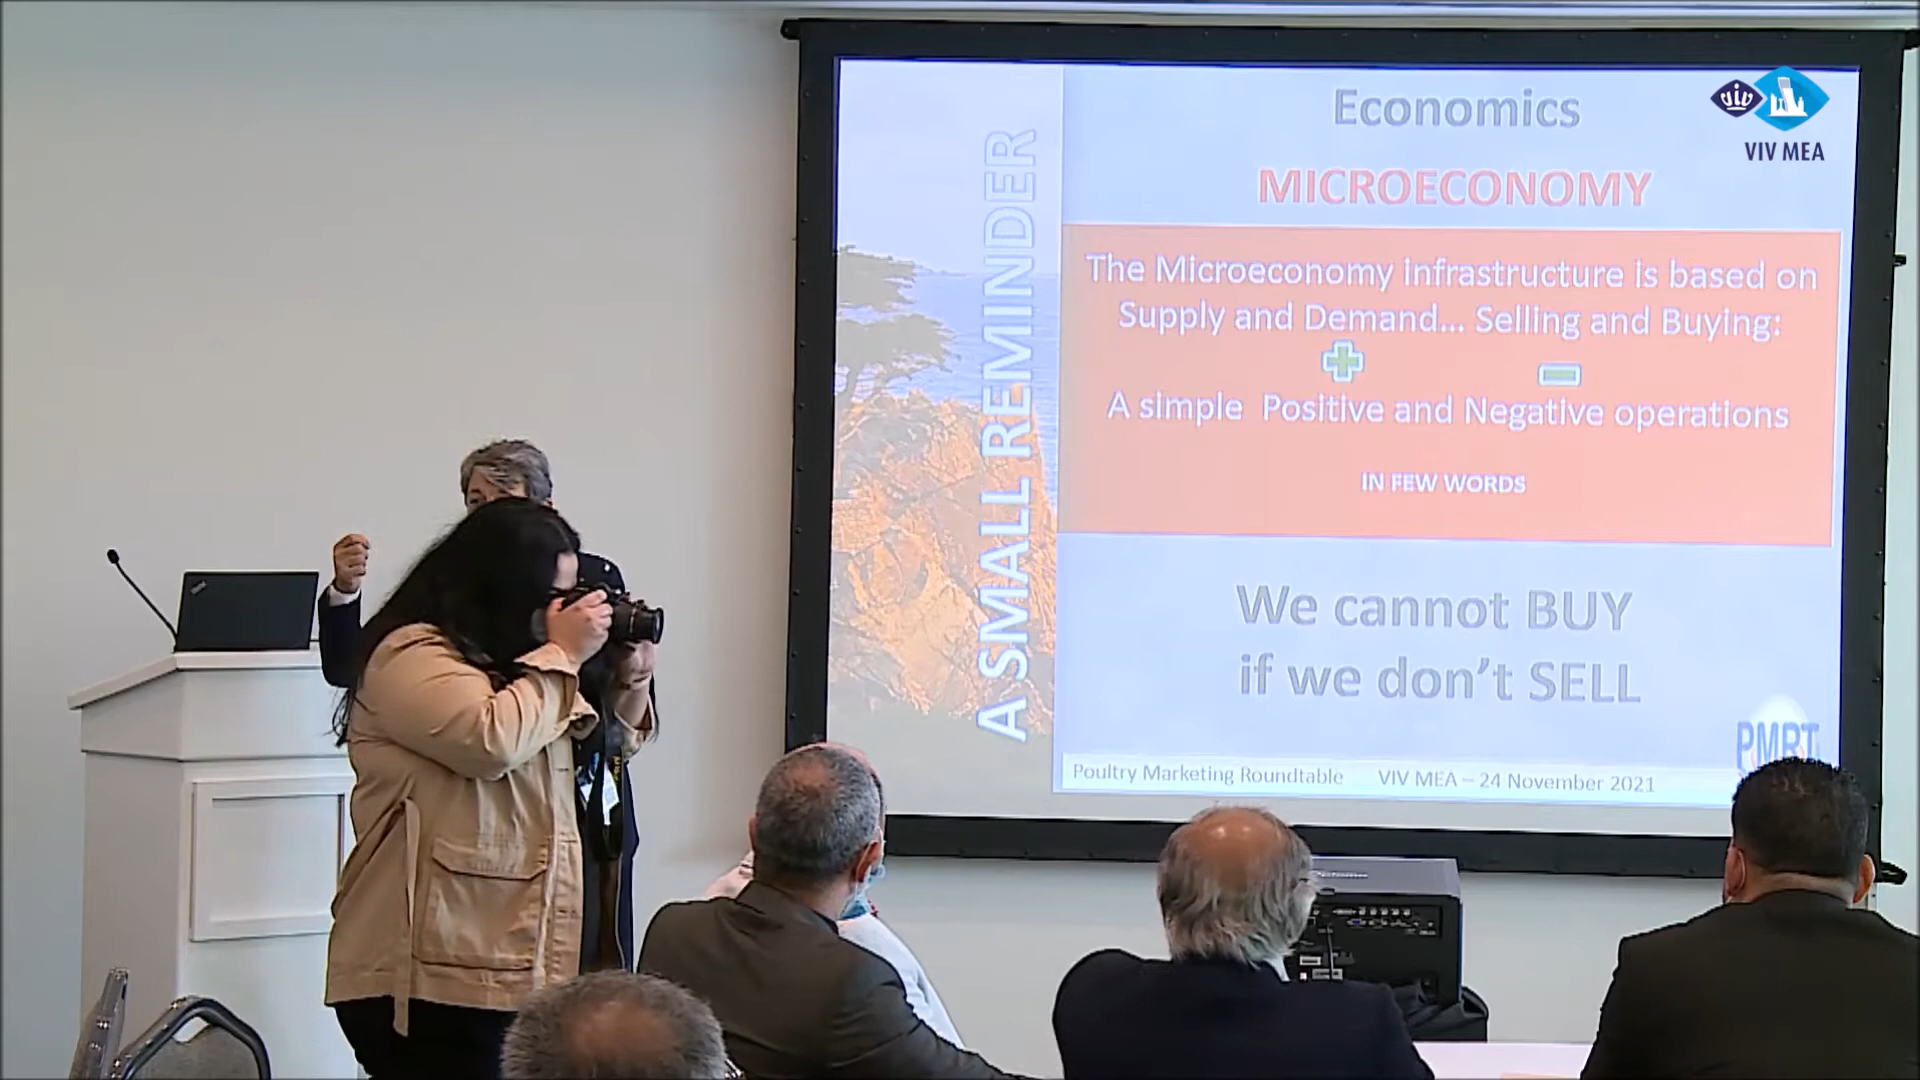 Economics
viv
VIV MEA
MICROECONOMY
A SMALL REMINDER
The Microeconomy infrastructure is based on
Supply and Demand... Selling and Buying:
A simple Positive and Negative operations
IN FEW WORDS
We cannot BUY
if we don't SELL
PMRT
Poultry Marketing Roundtable VIV MEA – 24 November 2021